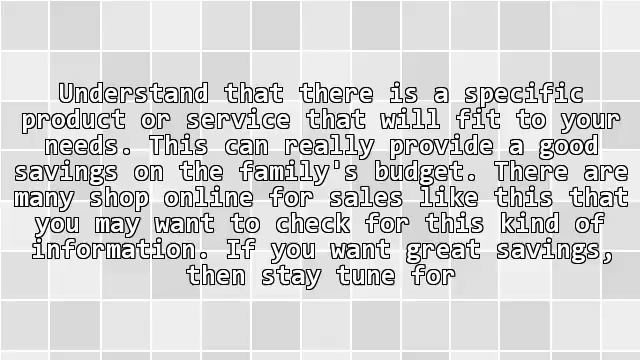 Understand that there is a specific
product or service that will fit to your
needs. This can really provide a good
savings on the family's budget. There are
many shop online for sales like this that
you may want to check for this kind of
information. If you want great savings,
then stay tune for